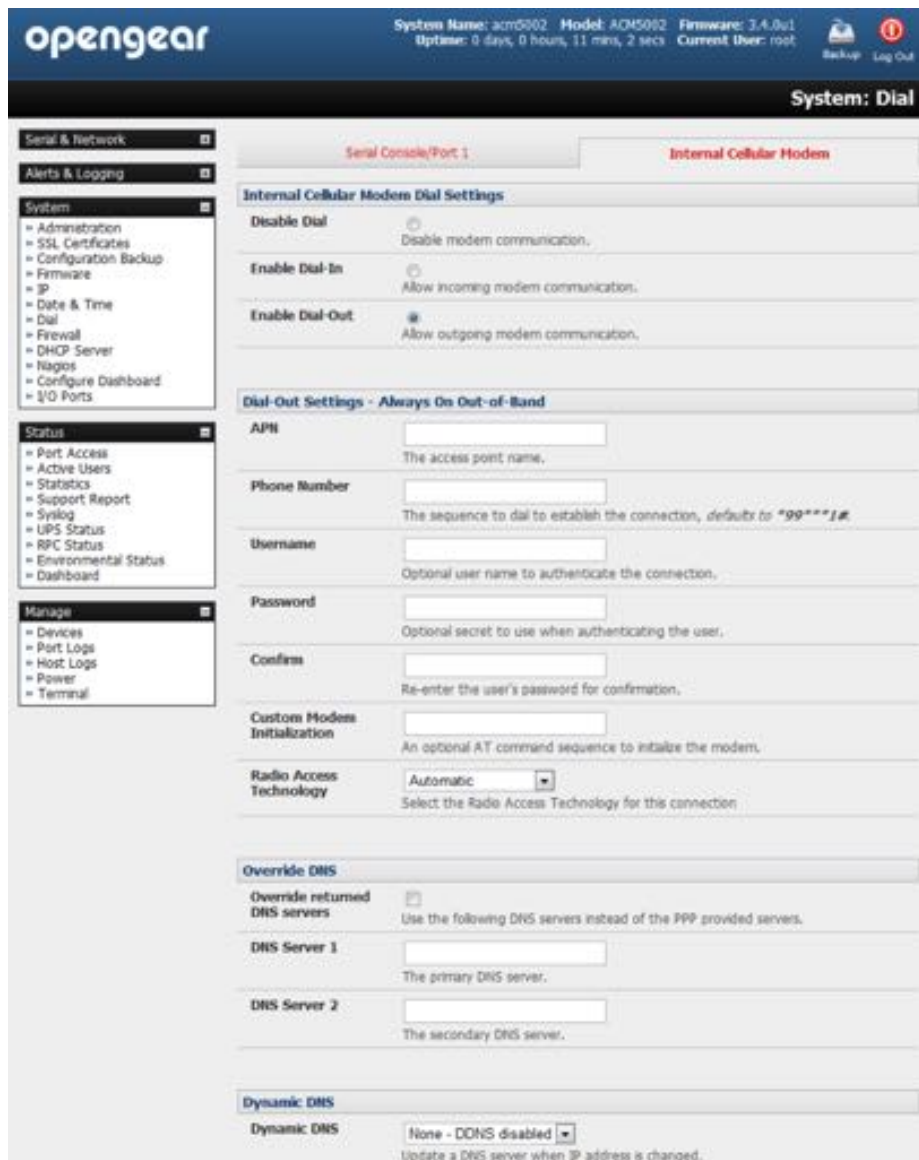 opengear
System Name: acm5002 Model: ACM5002 Firmware: 3.4.0u1
Uptime: 0 days, 0 hours, 11 mins, 2 secs Current User: root
Backup
Log Out
System: Dial
Serial & Network
Alerts & Logging
System
Administration
SSL Certificates
Configuration Backup
Firmware
IP
Date & Time
Dial
Firewall
DHCP Server
Nagios
Configure Dashboard
I/O Ports
Status
Port Access
Active Users
Statistics
Support Report
Syslog
UPS Status
RPC Status
Environmental Status
Dashboard
Manage
Devices
Port Logs
Host Logs
Power
Terminal
Serial Console/Port 1
Internal Cellular Modem
Internal Cellular Modem Dial Settings
Disable Dial
Disable modem communication.
Enable Dial-In
Allow incoming modem communication.
Enable Dial-Out
Allow outgoing modem communication.
Dial-Out Settings - Always On Out-of-Band
APN
The access point name.
Phone Number
The sequence to dial to establish the connection, defaults to *99***1#.
Username
Optional user name to authenticate the connection.
Password
Optional secret to use when authenticating the user.
Confirm
Re-enter the user's password for confirmation.
Custom Modem
Initialization
An optional AT command sequence to initialize the modem.
Radio Access
Technology
Automatic
Select the Radio Access Technology for this connection
Override DNS
Override returned
DNS servers
Use the following DNS servers instead of the PPP provided servers.
DNS Server 1
The primary DNS server.
DNS Server 2
The secondary DNS server.
Dynamic DNS
Dynamic DNS
None - DDNS disabled
Update a DNS server when IP address is changed.